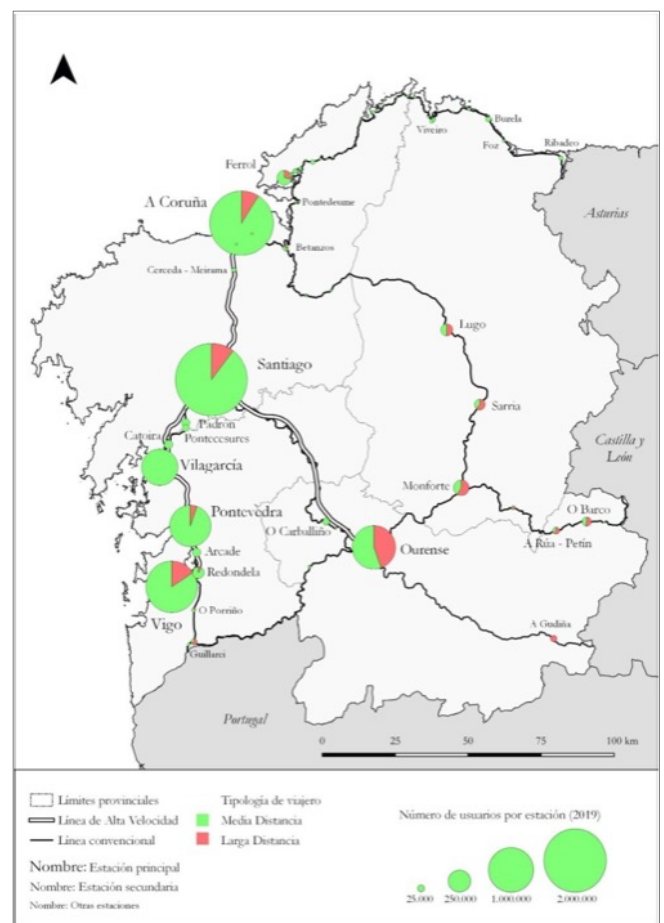 Viveiro
Burela
Foz
Ribadeo
Ferrol
Asturias
A Coruña
Pontedeume
Betanzos
Cerceda - Meirama
Lugo
Santiago
Sarria
Padrón
Catoira
Pontecesures
Castilla y
León
Vilagarcía
Monforte
O Barco
Pontevedra
O Carballiño
A Rúa - Petín
Ourense
Arcade
Redondela
O Porriño
Vigo
A Gudiña
Guillarei
Portugal
0 25 50 75 100 km
Límites provinciales
Línea de Alta Velocidad
Línea convencional
Nombre: Estación principal
Nombre: Estación secundaria
Nombre: Otras estaciones
Tipología de viajero
Media Distancia
Larga Distancia
Número de usuarios por estación (2019)
25.000 250.000 1.000.000 2.000.000